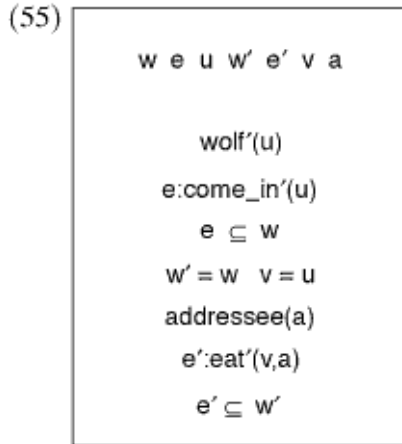 (55)
w e u w′ e′ v a
wolf′(u)
e:come_in′(u)
e ⊆ w
w′ = w v = u
addressee(a)
e′:eat′(v,a)
e′ ⊆ w′